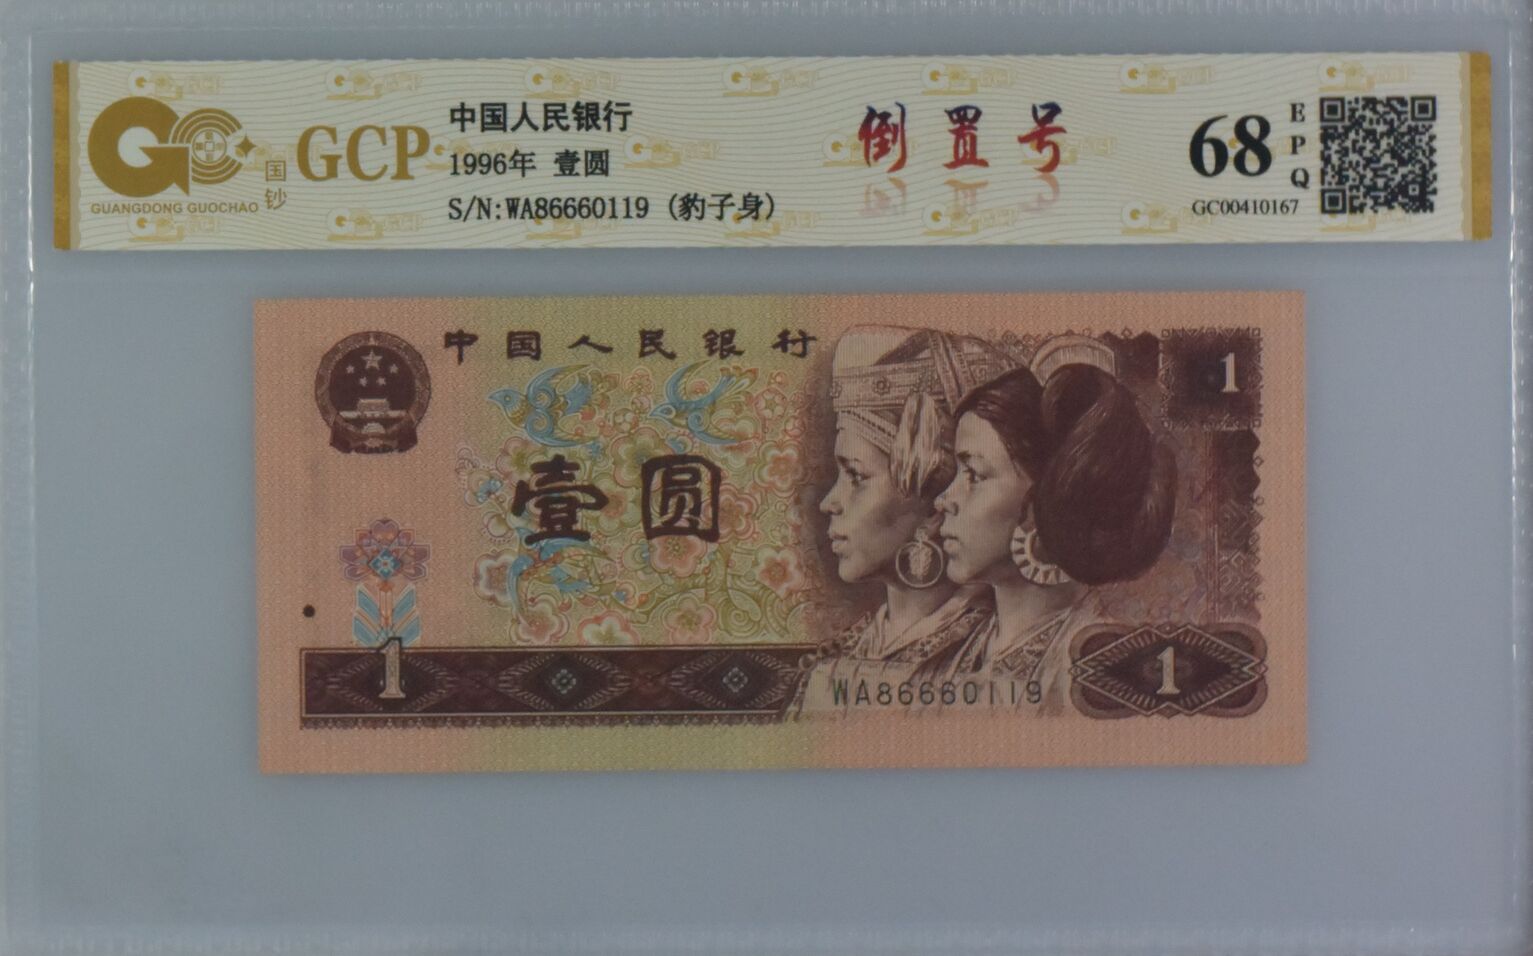 中国人民银行
1996年 壹圆
S/N:WA86660119 (豹子身)
GCP
国钞
GUANGDONG GUOCHAO
倒置号
68
EPQ
GC00410167
中国人民银行
1
壹圆
1
WA86660119
1